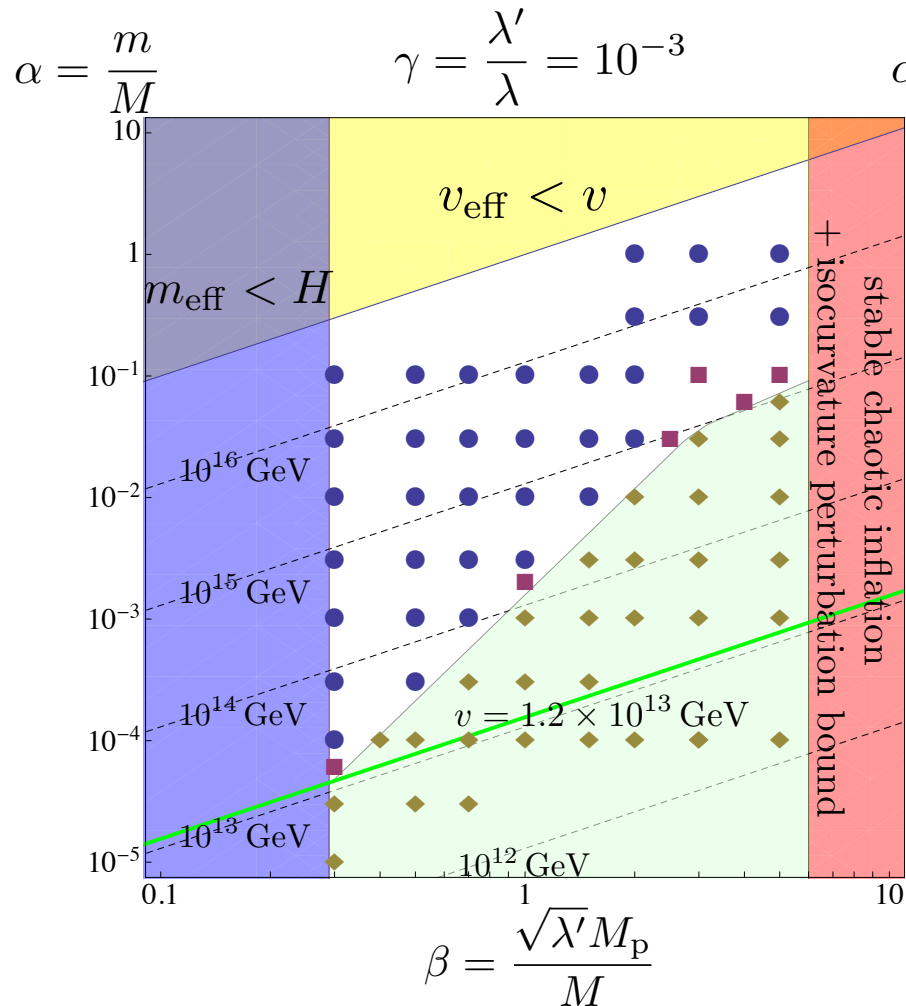 α = m/M
γ = λ′/λ = 10⁻³
10
1
10⁻¹
10⁻²
10⁻³
10⁻⁴
10⁻⁵
v_eff < v
m_eff < H
10¹⁶ GeV
10¹⁵ GeV
10¹⁴ GeV
10¹³ GeV
10¹² GeV
v = 1.2 × 10¹³ GeV
stable chaotic inflation
+ isocurvature perturbation bound
0.1
1
10
β = √λ′ M_p / M